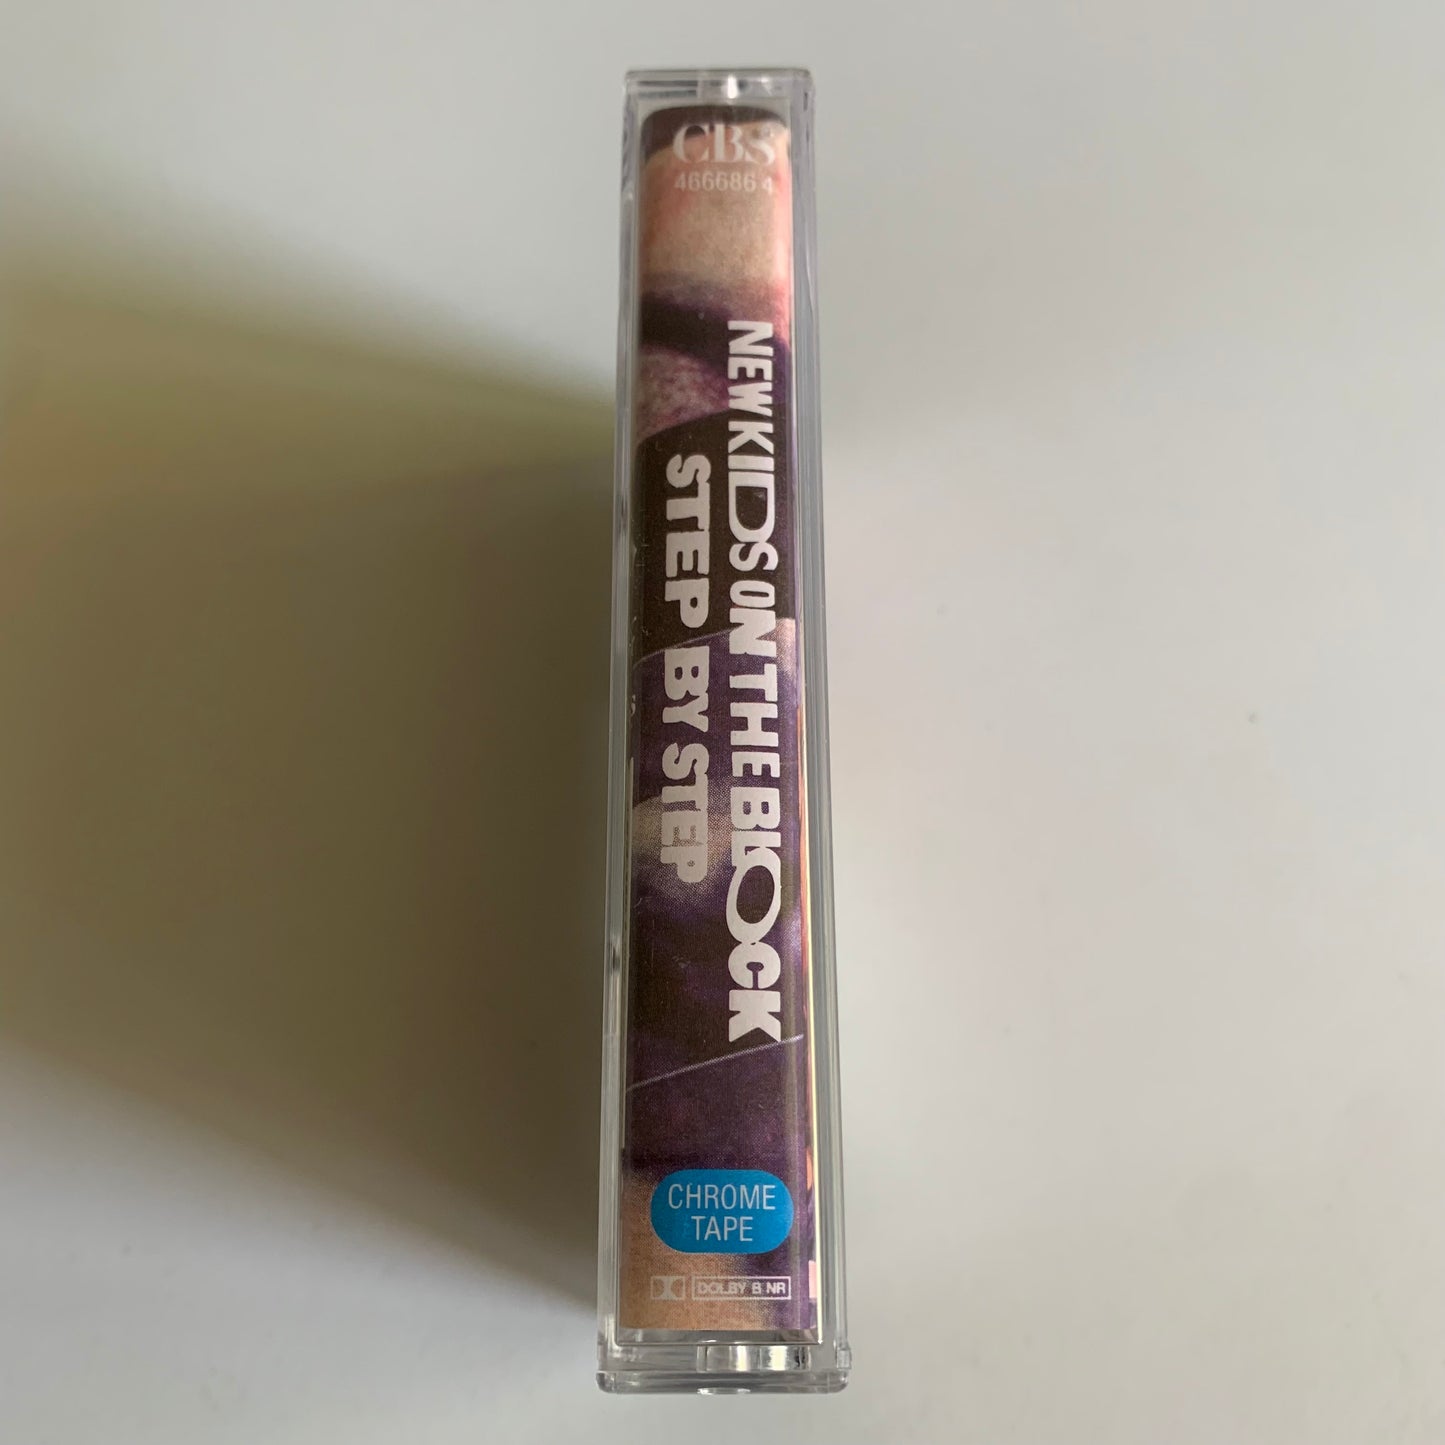 CBS
466686 4
NEW KIDS ON THE BLOCK
STEP BY STEP
CHROME
TAPE
DOLBY B NR